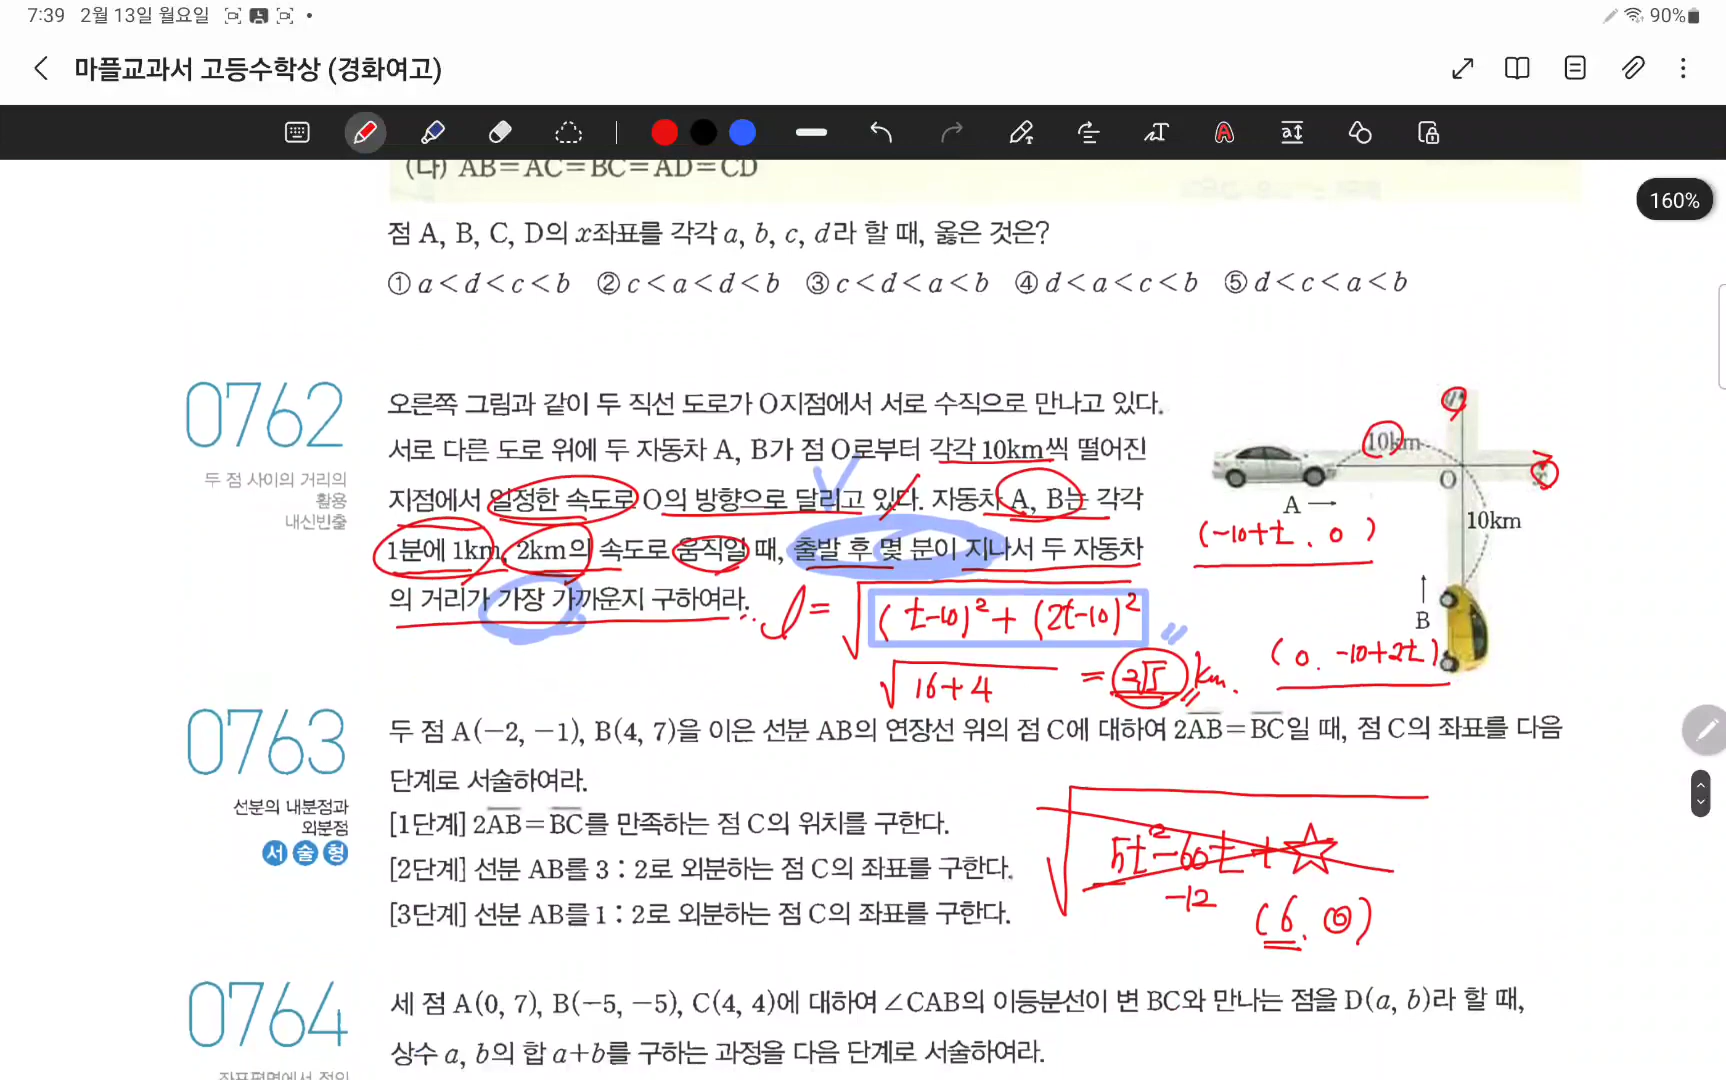 7:39 2월 13일 월요일
90%
마플교과서 고등수학상 (경화여고)
160%
(다) AB=AC=BC=AD=CD
점 A, B, C, D의 x좌표를 각각 a, b, c, d라 할 때, 옳은 것은?
① a<d<c<b ② c<a<d<b ③ c<d<a<b ④ d<a<c<b ⑤ d<c<a<b
0762
두 점 사이의 거리의
활용
내신빈출
오른쪽 그림과 같이 두 직선 도로가 O지점에서 서로 수직으로 만나고 있다.
서로 다른 도로 위에 두 자동차 A, B가 점 O로부터 각각 10km씩 떨어진
지점에서 일정한 속도로 O의 방향으로 달리고 있다. 자동차 A, B는 각각
1분에 1km, 2km의 속도로 움직일 때, 출발 후 몇 분이 지나서 두 자동차
의 거리가 가장 가까운지 구하여라.
10km
O
A →
10km
B
(-10+t, 0)
(0, -10+2t)
l = √(t-10)²+(2t-10)²
√16+4 = 2√5 km.
0763
선분의 내분점과
외분점
서 술 형
두 점 A(−2, −1), B(4, 7)을 이은 선분 AB의 연장선 위의 점 C에 대하여 2AB=BC일 때, 점 C의 좌표를 다음
단계로 서술하여라.
[1단계] 2AB=BC를 만족하는 점 C의 위치를 구한다.
[2단계] 선분 AB를 3 : 2로 외분하는 점 C의 좌표를 구한다.
[3단계] 선분 AB를 1 : 2로 외분하는 점 C의 좌표를 구한다.
√5t²-60t+☆
-12
(6,
0764
세 점 A(0, 7), B(−5, −5), C(4, 4)에 대하여 ∠CAB의 이등분선이 변 BC와 만나는 점을 D(a, b)라 할 때,
상수 a, b의 합 a+b를 구하는 과정을 다음 단계로 서술하여라.